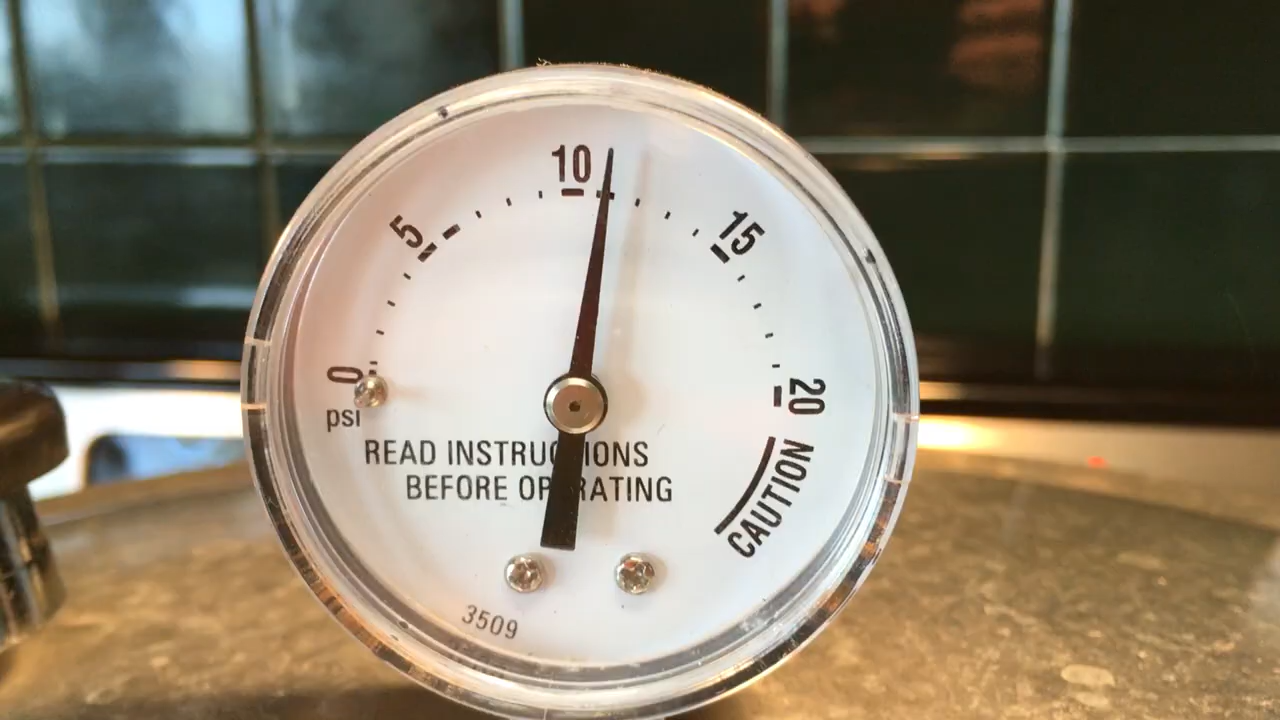 10
5
15
0
20
psi
READ INSTRUCTIONS
BEFORE OPERATING
CAUTION
3509